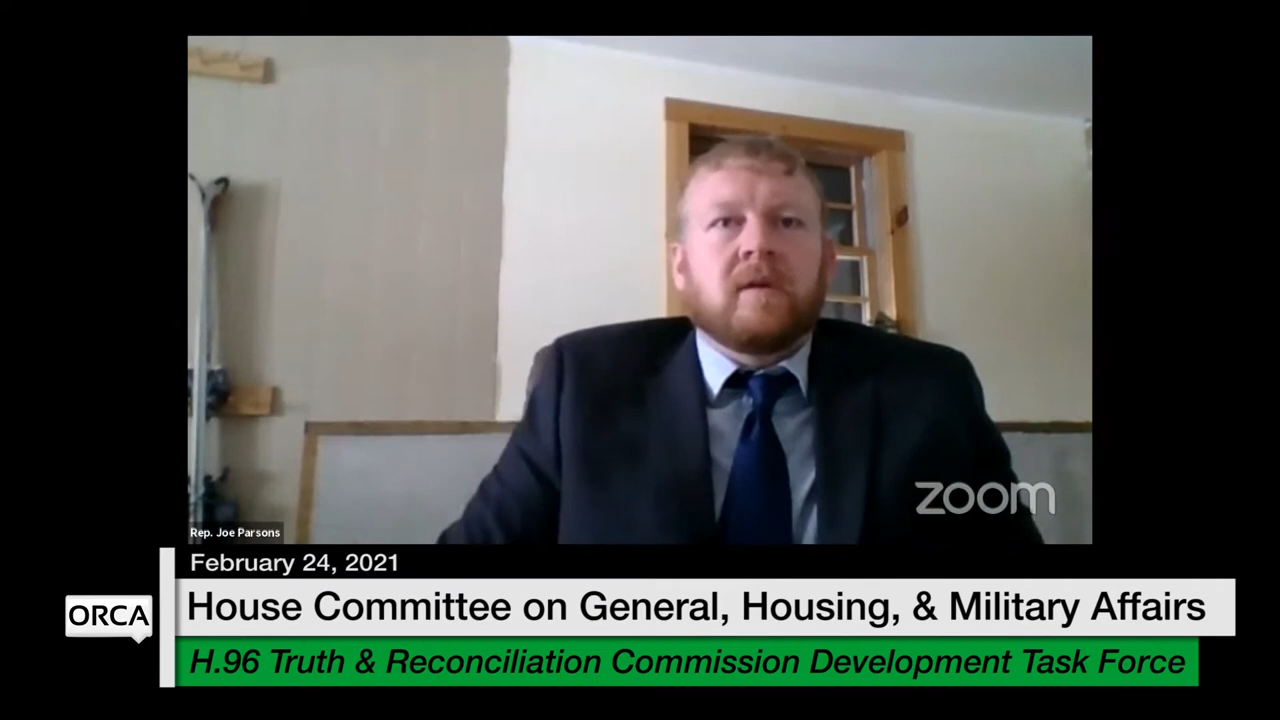 zoom
Rep. Joe Parsons
February 24, 2021
ORCA
House Committee on General, Housing, & Military Affairs
H.96 Truth & Reconciliation Commission Development Task Force